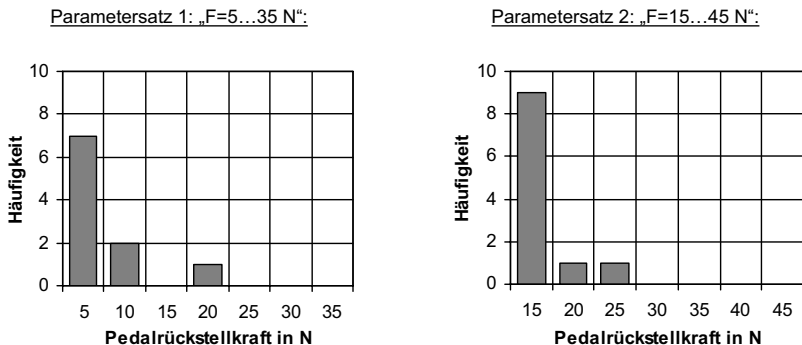 Parametersatz 1: „F=5…35 N“:
10
8
6
4
2
0
Häufigkeit
5 10 15 20 25 30 35
Pedalrückstellkraft in N
Parametersatz 2: „F=15…45 N“:
10
8
6
4
2
0
Häufigkeit
15 20 25 30 35 40 45
Pedalrückstellkraft in N